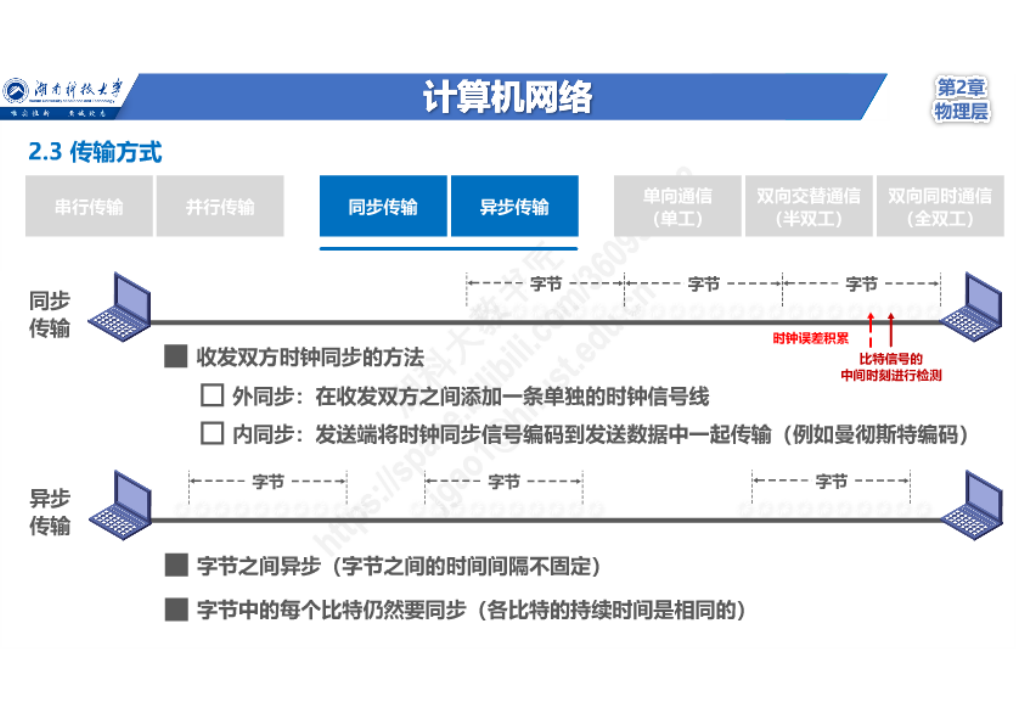 湖南科技大学
计算机网络
第2章
物理层
2.3 传输方式
串行传输
并行传输
同步传输
异步传输
单向通信
(单工)
双向交替通信
(半双工)
双向同时通信
(全双工)
字节
字节
字节
同步
传输
时钟误差积累
比特信号的
中间时刻进行检测
收发双方时钟同步的方法
外同步：在收发双方之间添加一条单独的时钟信号线
内同步：发送端将时钟同步信号编码到发送数据中一起传输（例如曼彻斯特编码）
字节
字节
字节
异步
传输
字节之间异步（字节之间的时间间隔不固定）
字节中的每个比特仍然要同步（各比特的持续时间是相同的）